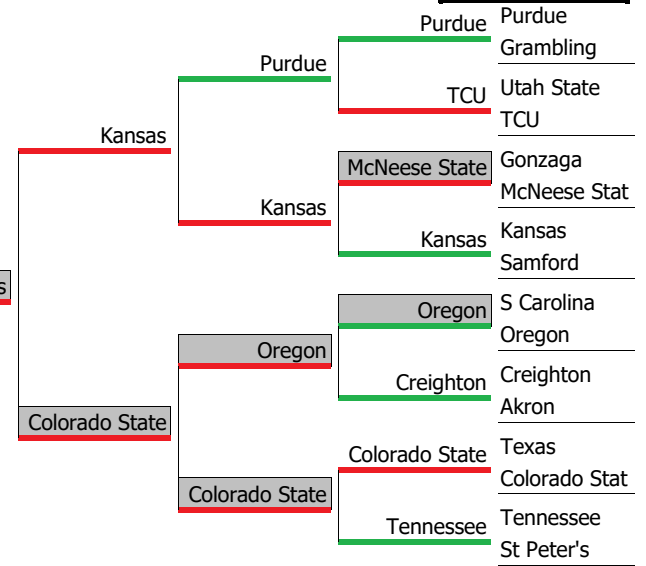 Purdue
Grambling
Utah State
TCU
Gonzaga
McNeese Stat
Kansas
Samford
S Carolina
Oregon
Creighton
Akron
Texas
Colorado Stat
Tennessee
St Peter's
Purdue
TCU
McNeese State
Kansas
Oregon
Creighton
Colorado State
Tennessee
Purdue
Kansas
Oregon
Colorado State
Kansas
Colorado State
s